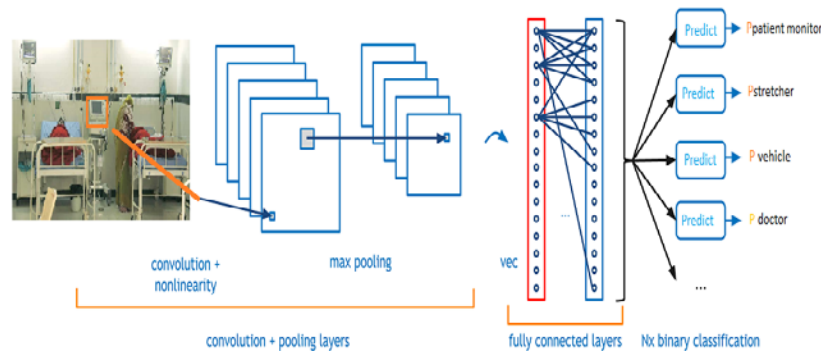 Predict
Ppatient monitor
Predict
Pstretcher
Predict
P vehicle
Predict
P doctor
...
...
convolution +
nonlinearity
max pooling
vec
convolution + pooling layers
fully connected layers
Nx binary classification